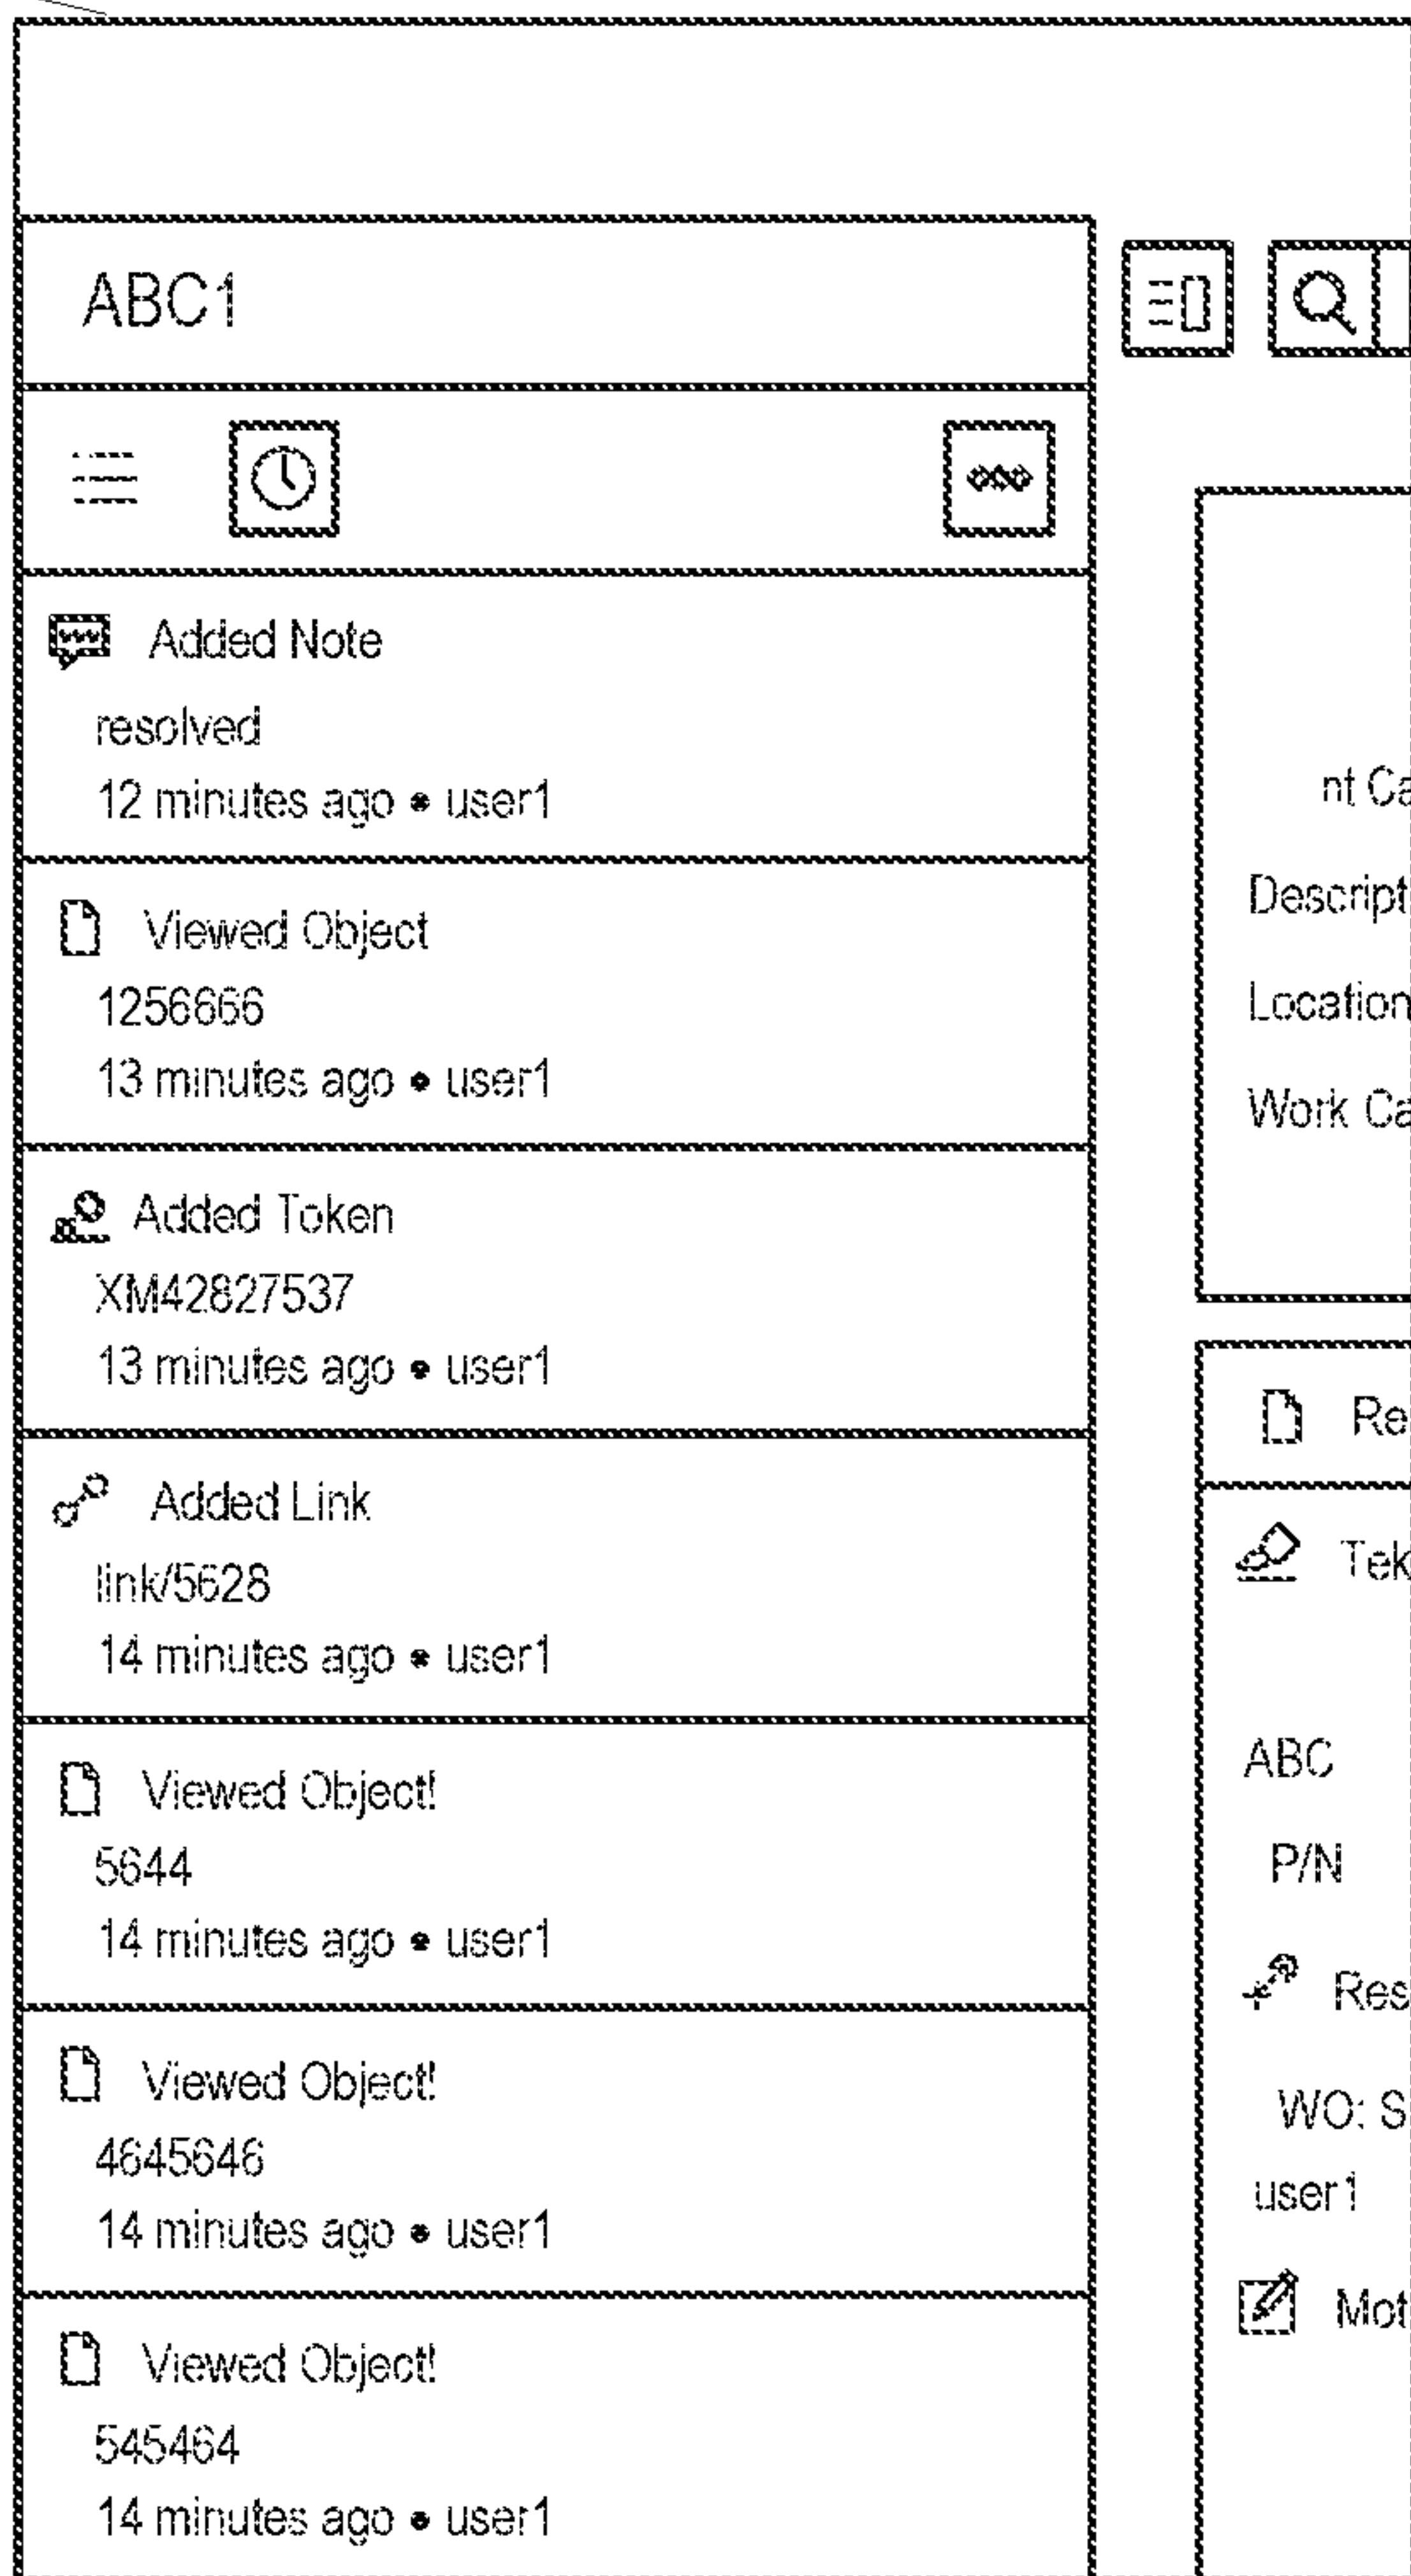 ABC1
Added Note
resolved
12 minutes ago • user1
Viewed Object
1256666
13 minutes ago • user1
Added Token
XM42827537
13 minutes ago • user1
Added Link
link/5628
14 minutes ago • user1
Viewed Object!
5644
14 minutes ago • user1
Viewed Object!
4645646
14 minutes ago • user1
Viewed Object!
545464
14 minutes ago • user1
nt Ca
Descripti
Location
Work Ca
Re
Tek
ABC
P/N
Res
WO: S
user1
Mot